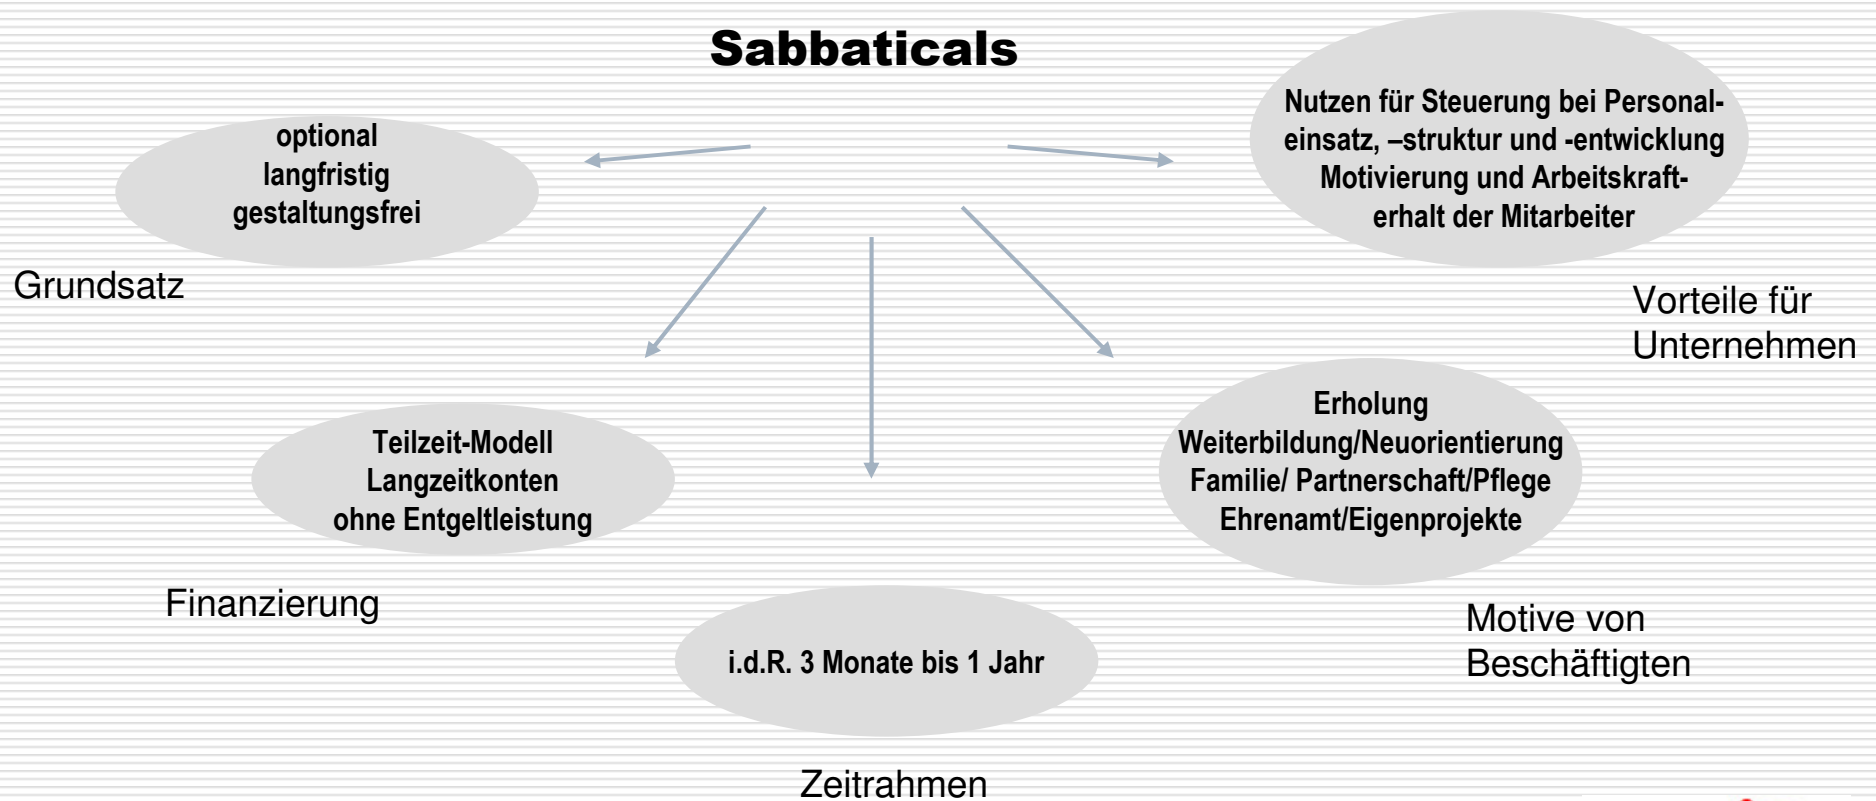 Sabbaticals
optional
langfristig
gestaltungsfrei
Grundsatz
Nutzen für Steuerung bei Personal-
einsatz, –struktur und -entwicklung
Motivierung und Arbeitskraft-
erhalt der Mitarbeiter
Vorteile für
Unternehmen
Teilzeit-Modell
Langzeitkonten
ohne Entgeltleistung
Finanzierung
Erholung
Weiterbildung/Neuorientierung
Familie/ Partnerschaft/Pflege
Ehrenamt/Eigenprojekte
Motive von
Beschäftigten
i.d.R. 3 Monate bis 1 Jahr
Zeitrahmen